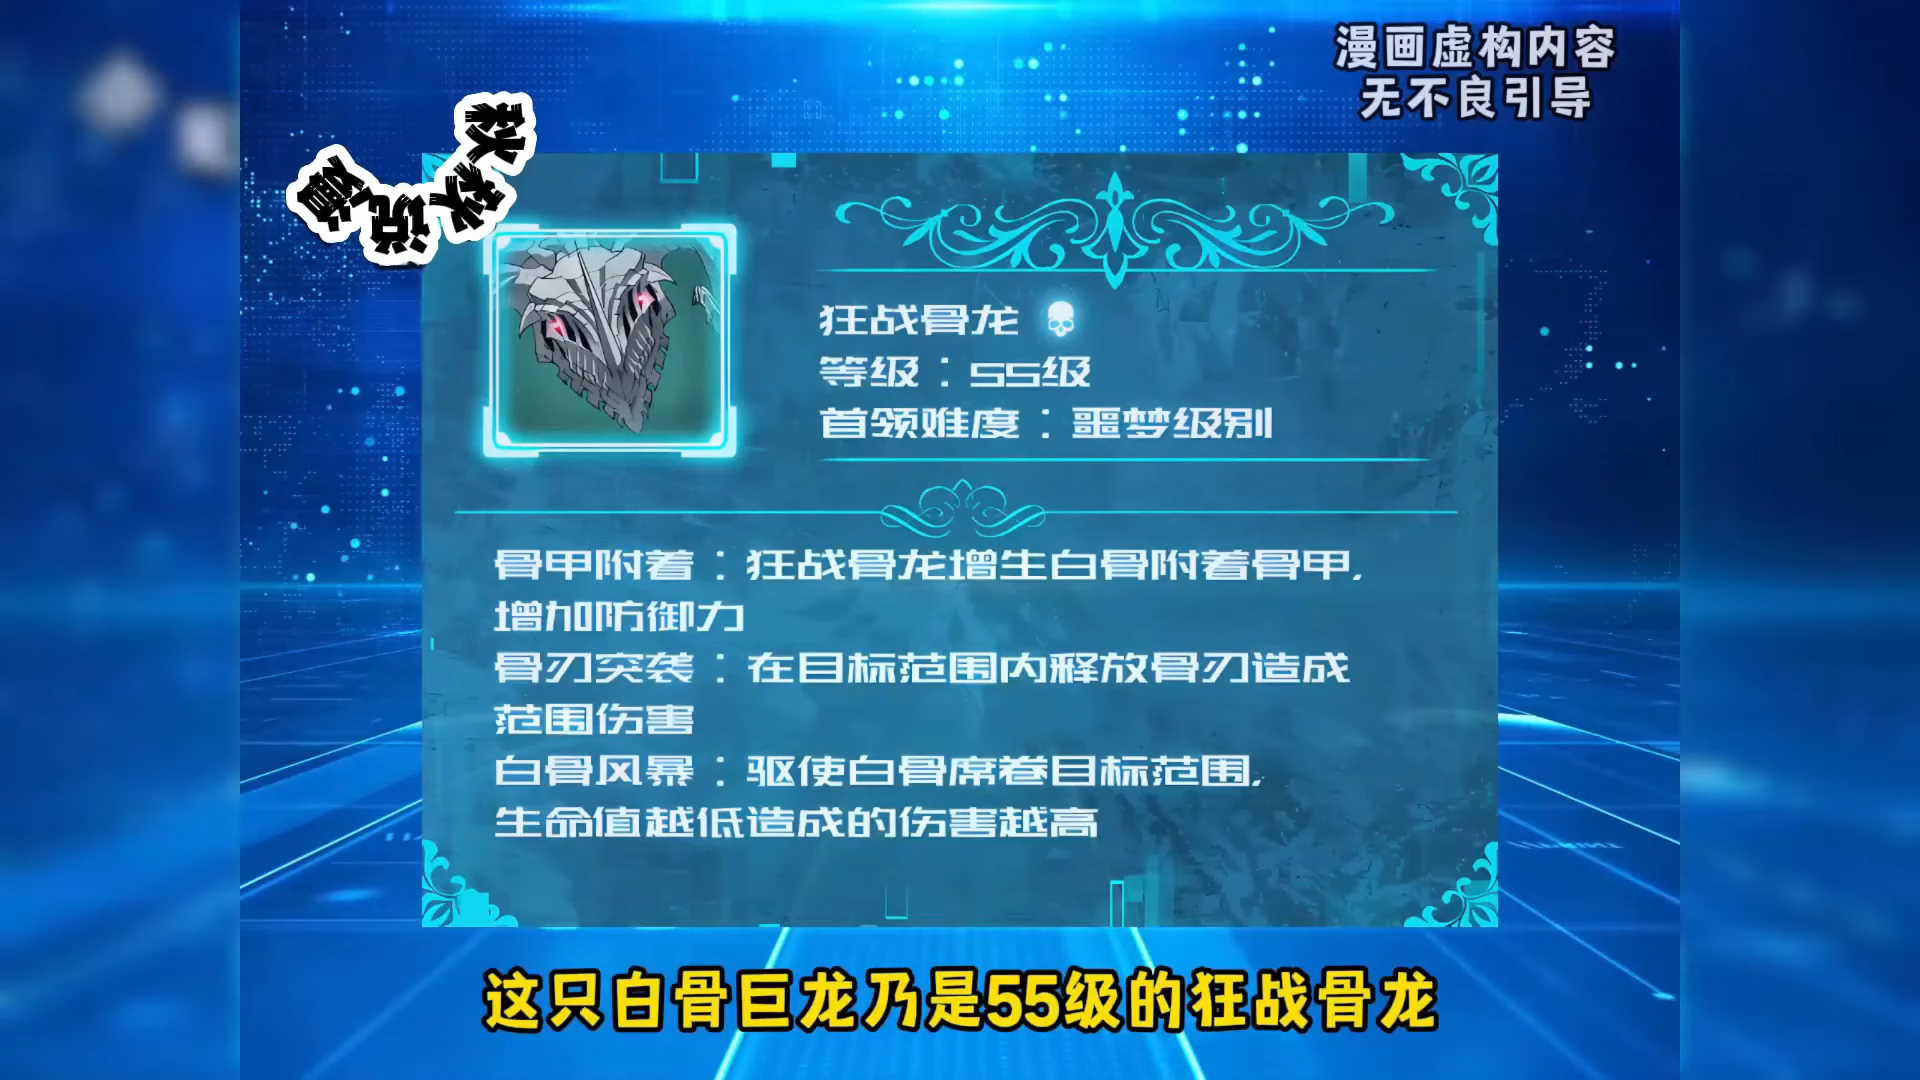 漫画虚构内容
无不良引导
秋秋说漫
狂战骨龙
等级：55级
首领难度：噩梦级别
骨甲附着：狂战骨龙增生白骨附着骨甲,
增加防御力
骨刃突袭：在目标范围内释放骨刃造成
范围伤害
白骨风暴：驱使白骨席卷目标范围,
生命值越低造成的伤害越高
这只白骨巨龙乃是55级的狂战骨龙